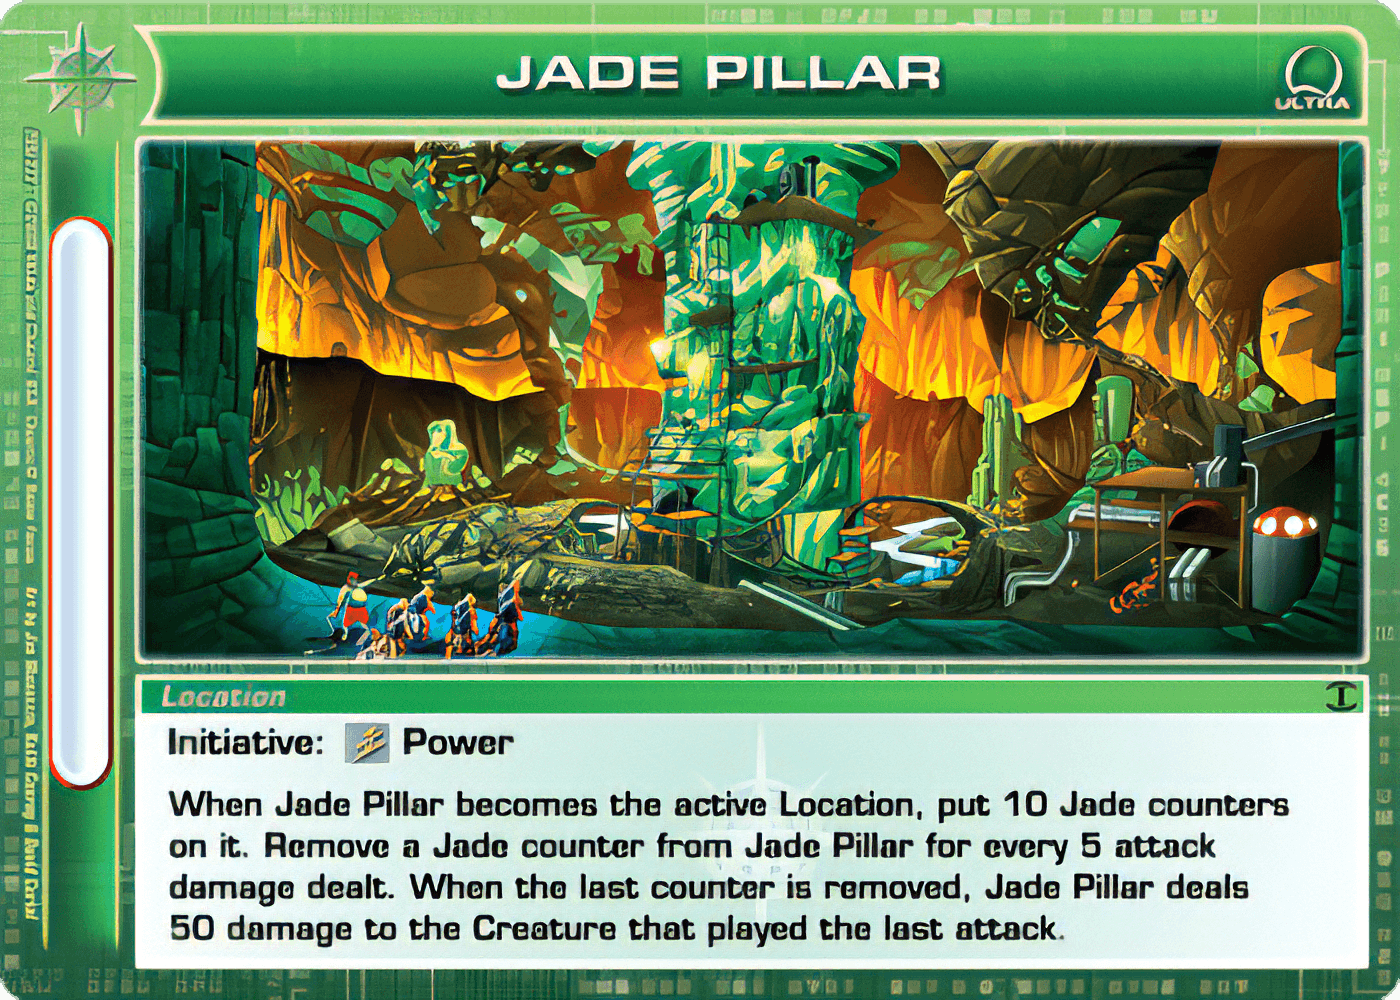 JADE PILLAR
ULTRA
Location
Initiative: Power
When Jade Pillar becomes the active Location, put 10 Jade counters
on it. Remove a Jade counter from Jade Pillar for every 5 attack
damage dealt. When the last counter is removed, Jade Pillar deals
50 damage to the Creature that played the last attack.